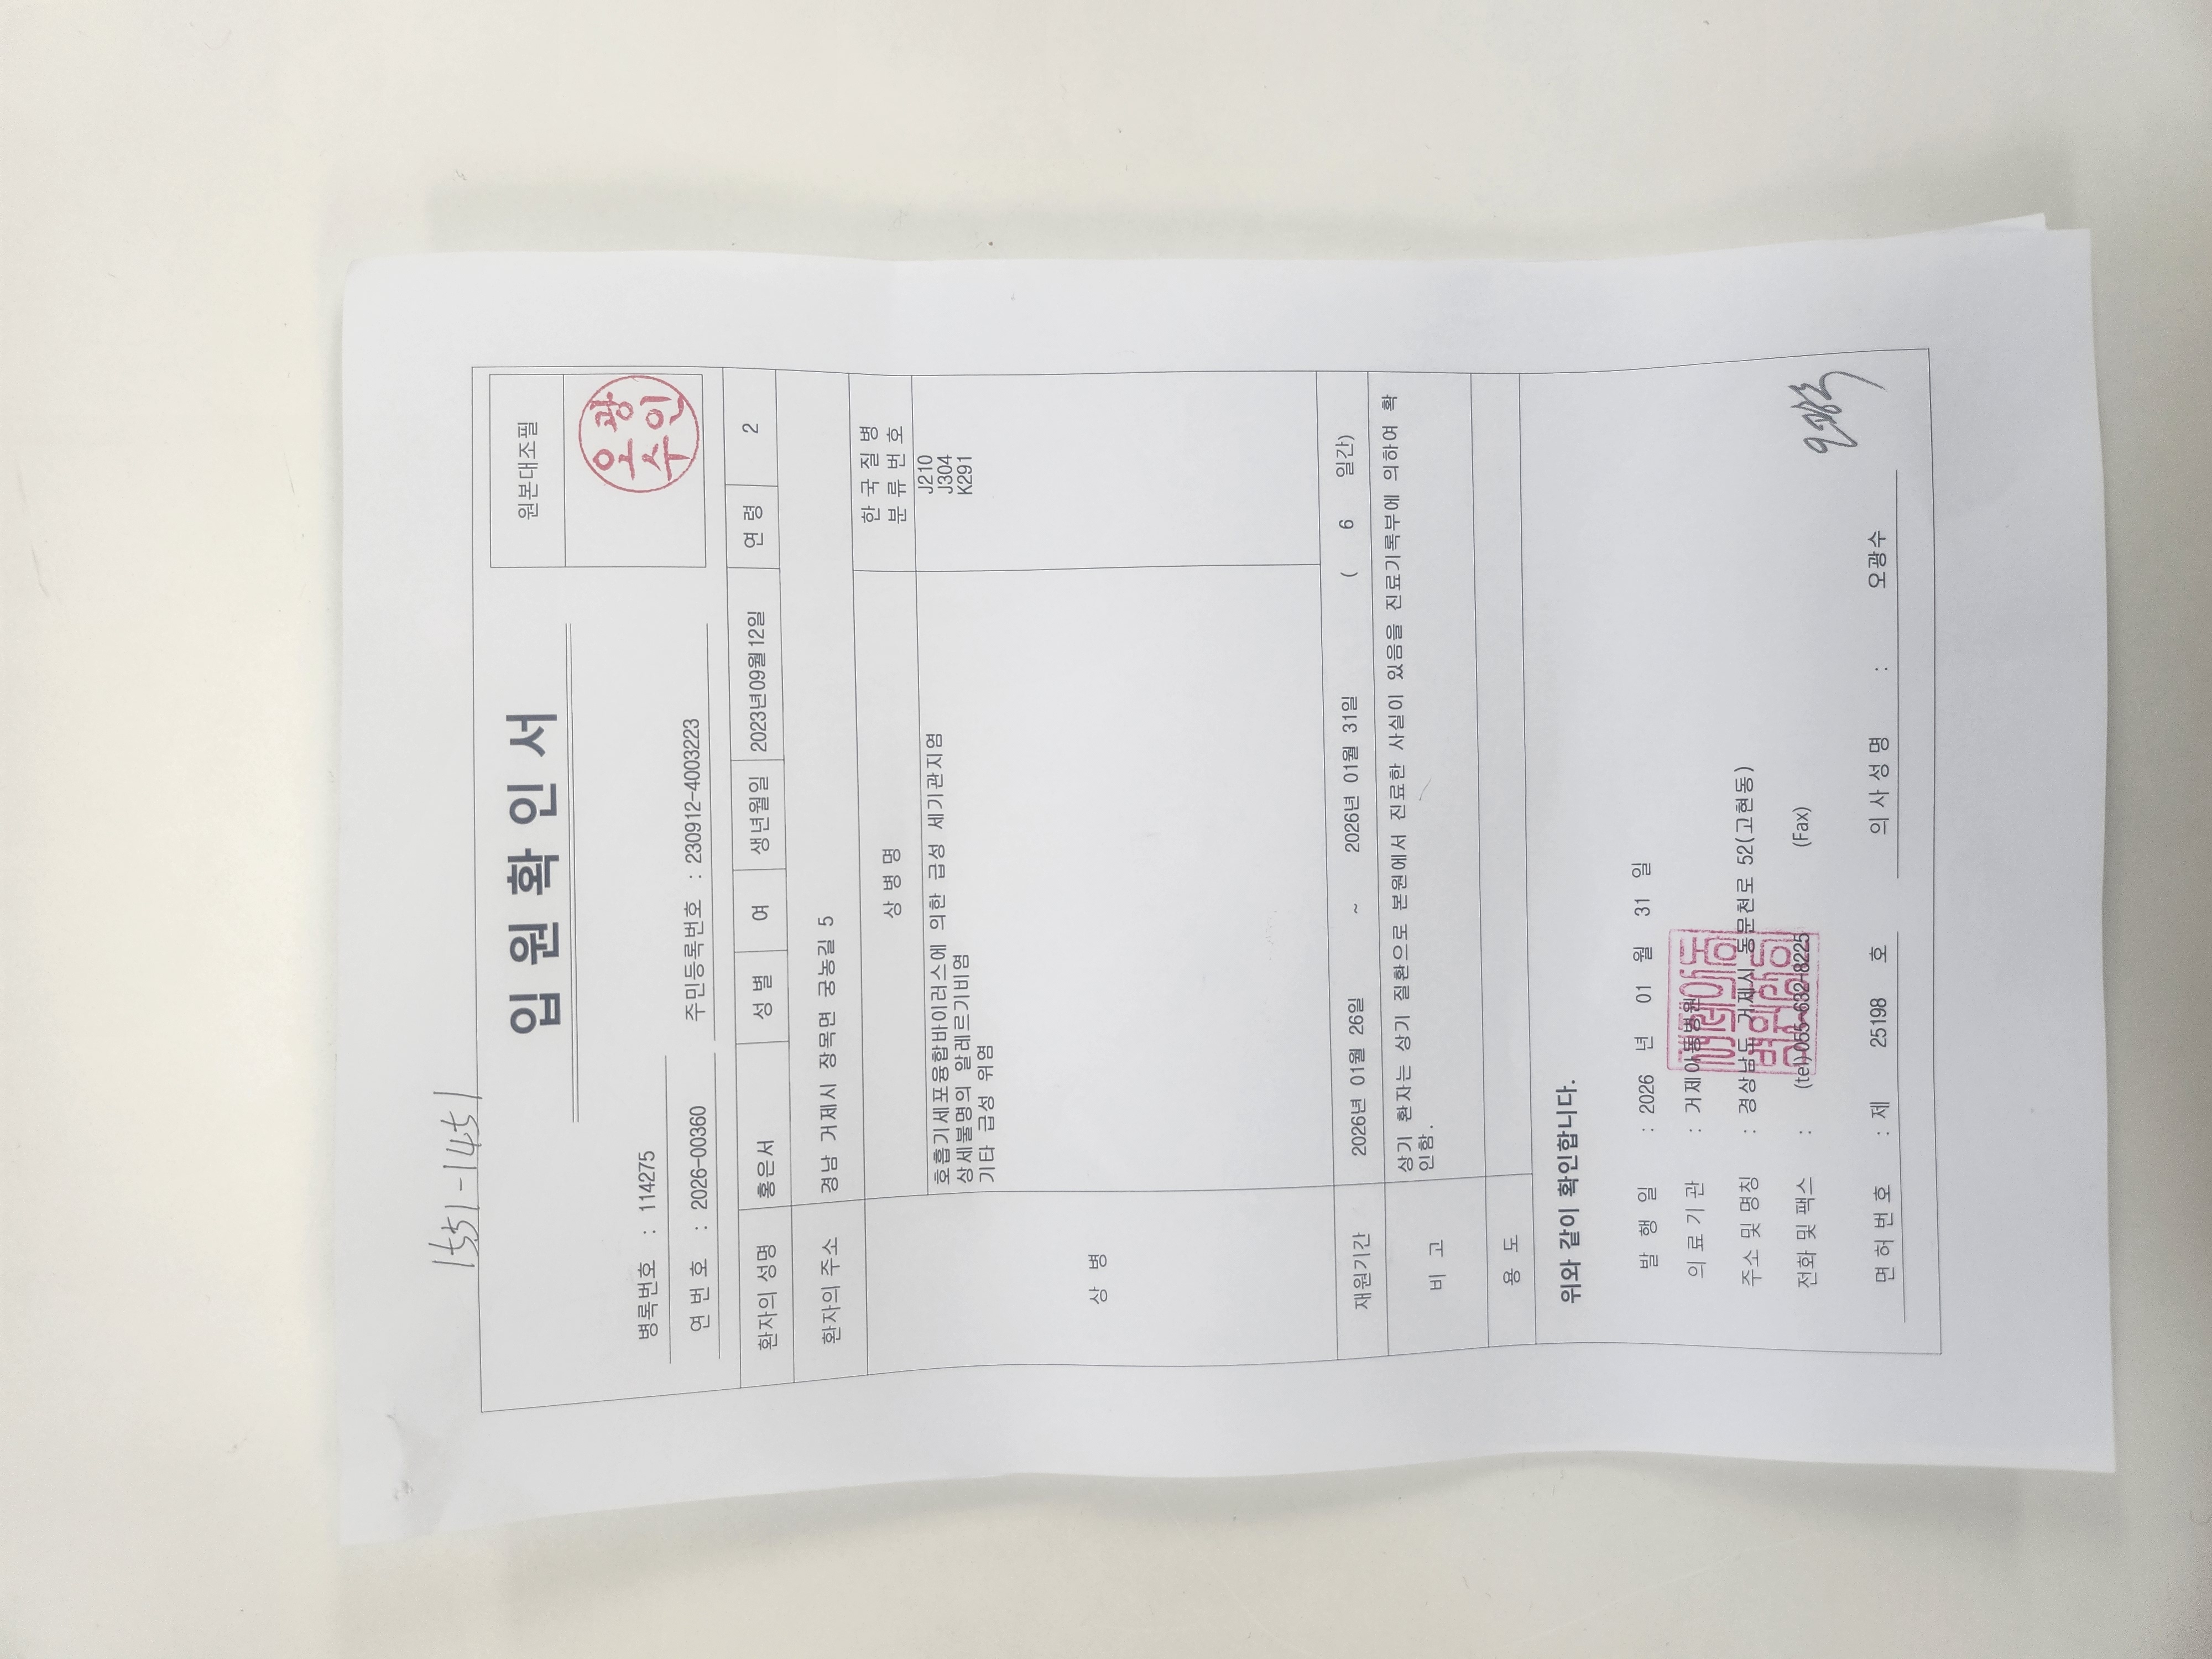 1551-1451
입원확인서
원본대조필
오광
수인
병록번호 : 114275
연번호 : 2026-00360
주민등록번호 : 230912-4003223
환자의 성명 홍은서 성별 여 생년월일 2023년09월12일 연령 2
환자의 주소 경남 거제시 장목면 궁농길 5
상병
상병명
한국질병
분류번호
호흡기세포융합바이러스에 의한 급성 세기관지염 J210
상세불명의 알레르기비염 J304
기타 급성 위염 K291
재원기간 2026년 01월 26일 ~ 2026년 01월 31일 ( 6 일간)
비고 상기 환자는 상기 질환으로 본원에서 진료한 사실이 있음을 진료기록부에 의하여 확
인함.
용도
위와 같이 확인합니다.
발행일 : 2026 년 01 월 31 일
의료기관 : 거제아동병원
주소 및 명칭 : 경상남도 거제시 동문천로 52(고현동)
전화 및 팩스 : (tel)055-632-8225 (Fax)
면허번호 : 제 25198 호 의사성명 : 오광수